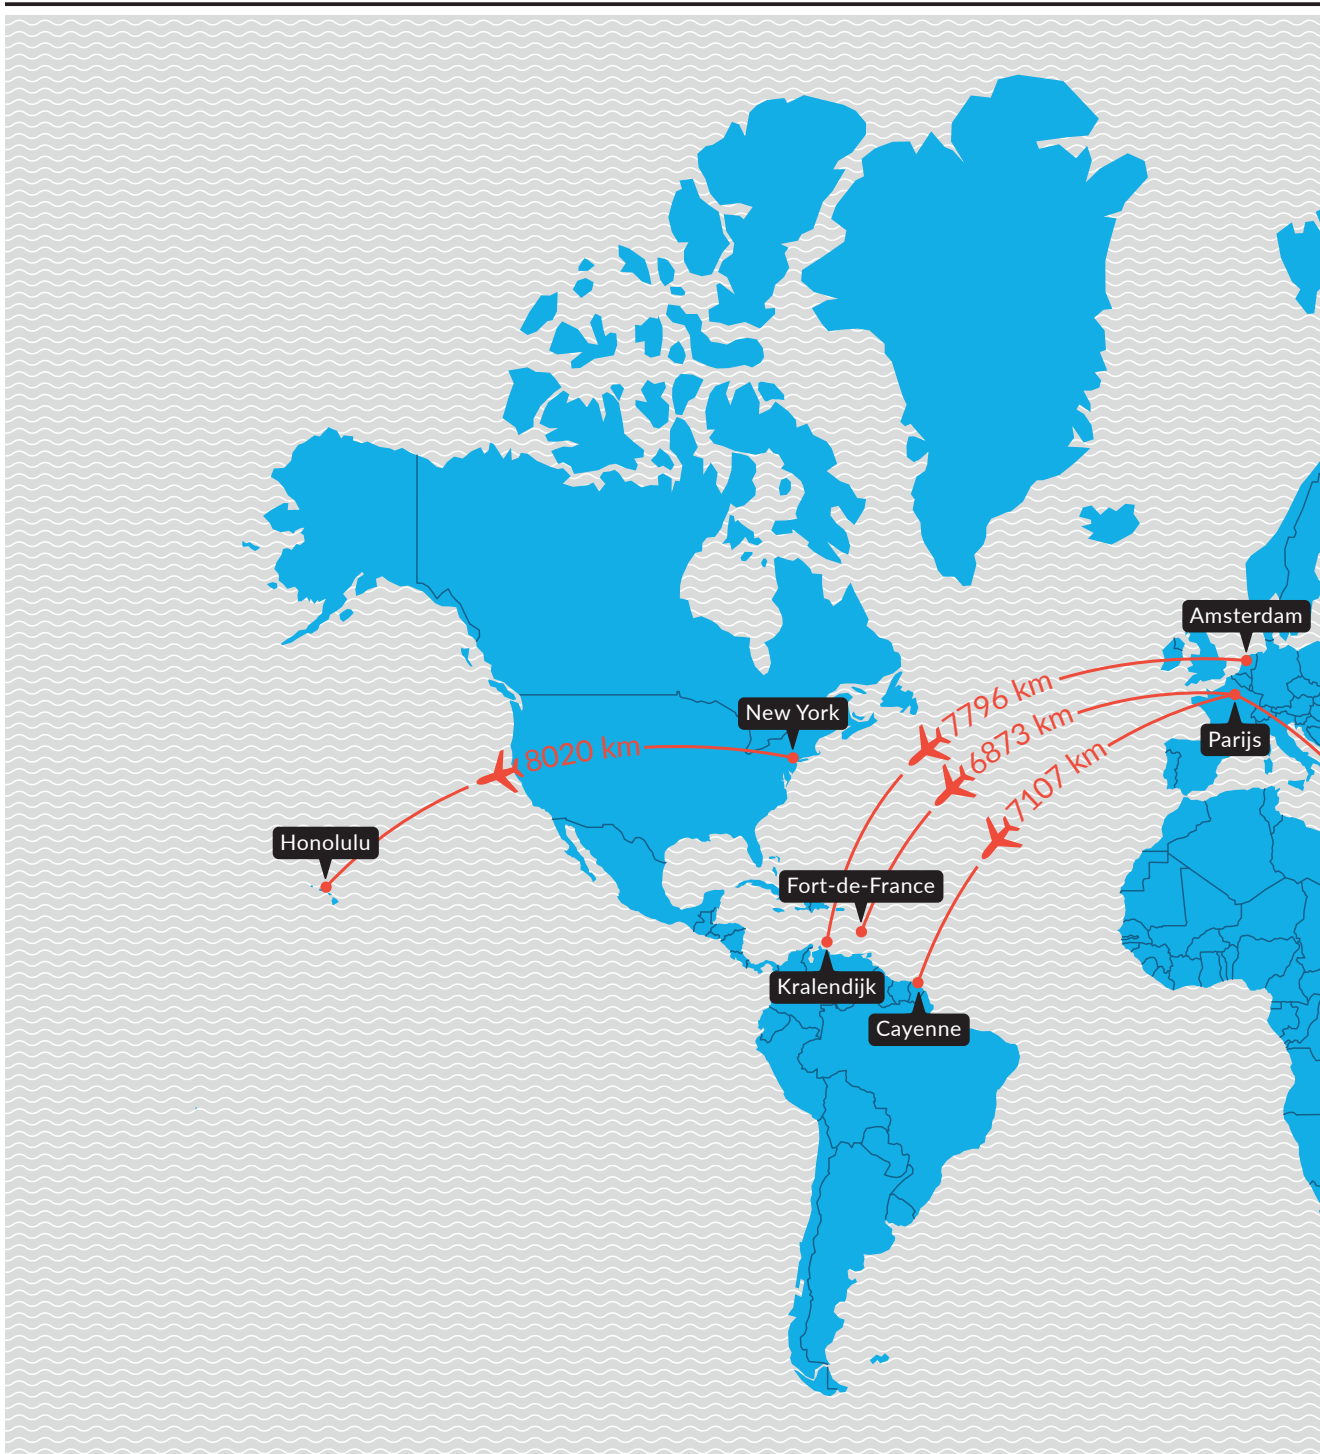 Amsterdam
7796 km
New York
6873 km
Parijs
8020 km
7107 km
Honolulu
Fort-de-France
Kralendijk
Cayenne